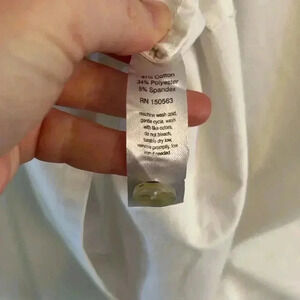 Cotton
34% Polyester
5% Spandex
RN 150563
machine wash cold,
gentle cycle, wash
with like colors,
do not bleach,
tumble dry low,
remove promptly, low
iron if needed